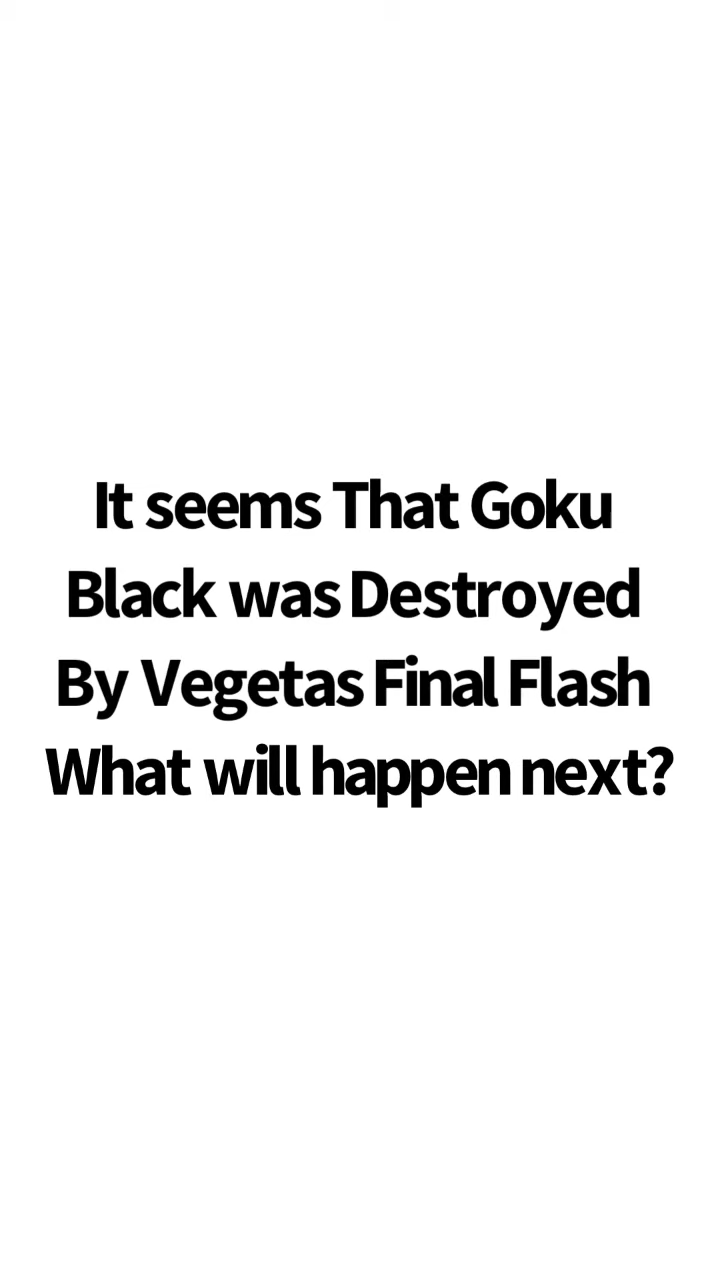 It seems That Goku
Black was Destroyed
By Vegetas Final Flash
What will happen next?